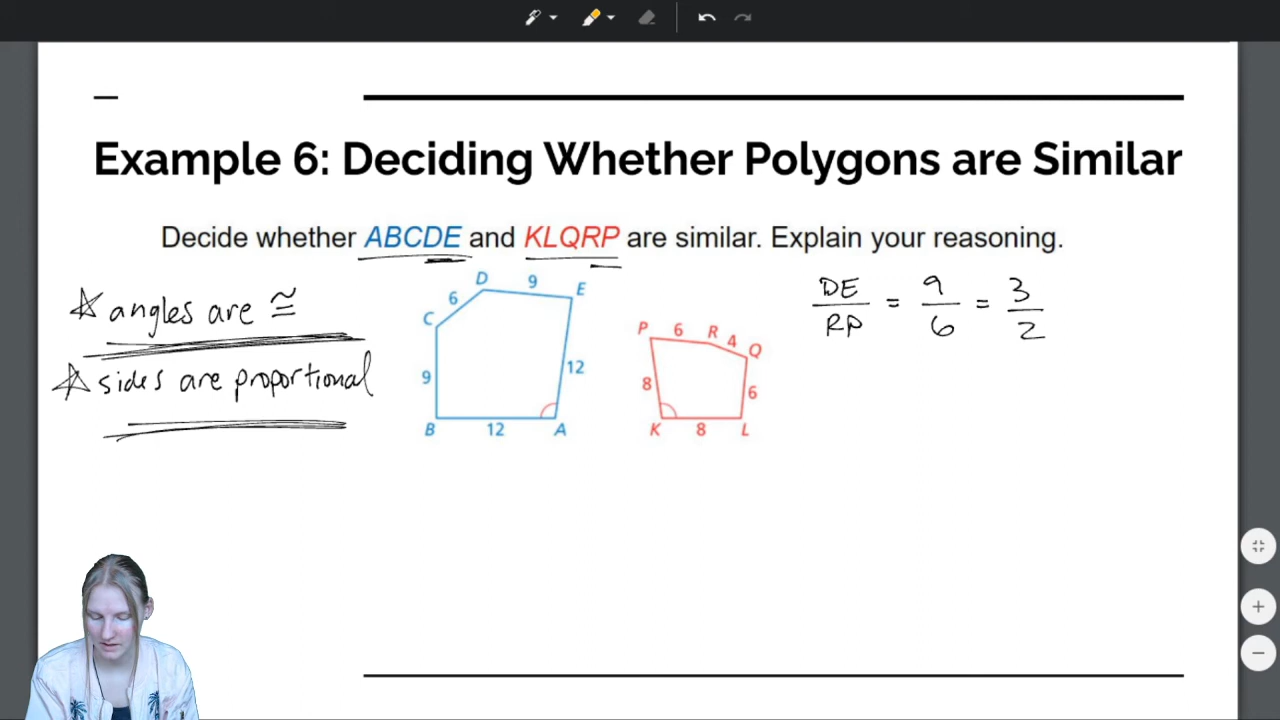 Example 6: Deciding Whether Polygons are Similar
Decide whether ABCDE and KLQRP are similar. Explain your reasoning.
☆ angles are ≅
☆ sides are proportional
D 9 E
6
C
9 12
B 12 A
P 6 R 4 Q
8 6
K 8 L
DE/RP = 9/6 = 3/2